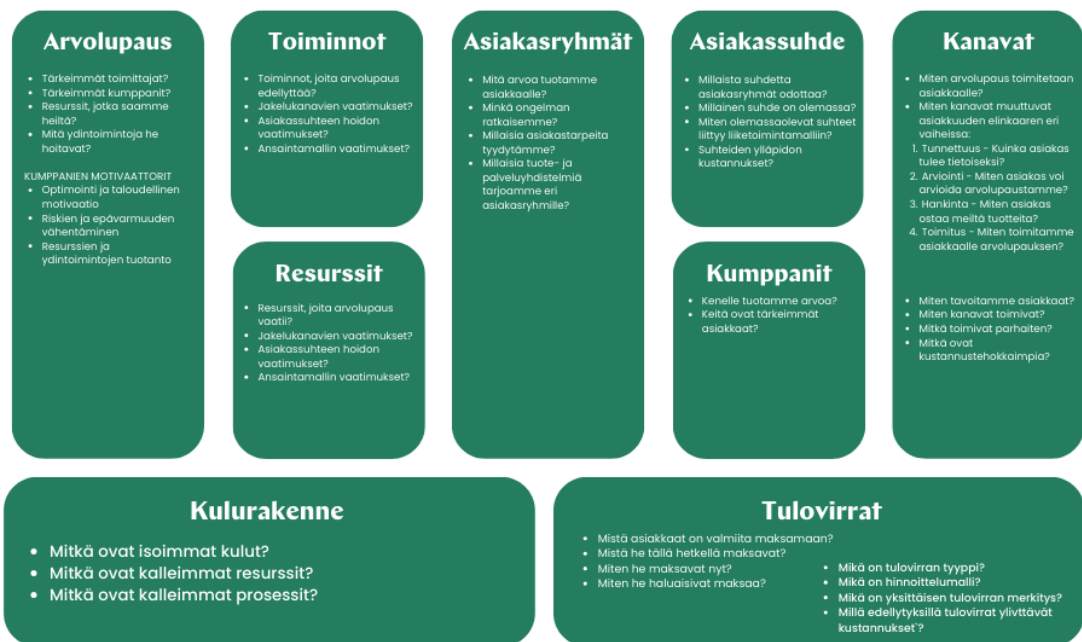 Arvolupaus
• Tärkeimmät toimittajat?
• Tärkeimmät kumppanit?
• Resurssit, jotka saamme
heiltä?
• Mitä ydintoimintoja he
hoitavat?
KUMPPANIEN MOTIVAATTORIT
• Optimointi ja taloudellinen
motivaatio
• Riskien ja epävarmuuden
vähentäminen
• Resurssien ja
ydintoimintojen tuotanto
Toiminnot
• Toiminnot, joita arvolupaus
edellyttää?
• Jakelukanavien vaatimukset?
• Asiakassuhteen hoidon
vaatimukset?
• Ansaintamallin vaatimukset?
Resurssit
• Resurssit, joita arvolupaus
vaatii?
• Jakelukanavien vaatimukset?
• Asiakassuhteen hoidon
vaatimukset?
• Ansaintamallin vaatimukset?
Asiakasryhmät
• Mitä arvoa tuotamme
asiakkaalle?
• Minkä ongelman
ratkaisemme?
• Millaisia asiakastarpeita
tyydytämme?
• Millaisia tuote- ja
palveluyhdistelmiä
tarjoamme eri
asiakasryhmille?
Asiakassuhde
• Millaista suhdetta
asiakasryhmät odottaa?
• Millainen suhde on olemassa?
• Miten olemassaolevat suhteet
liittyy liiketoimintamalliin?
• Suhteiden ylläpidon
kustannukset?
Kumppanit
• Kenelle tuotamme arvoa?
• Keitä ovat tärkeimmät
asiakkaat?
Kanavat
• Miten arvolupaus toimitetaan
asiakkaalle?
• Miten kanavat muuttuvat
asiakkuuden elinkaaren eri
vaiheissa:
1. Tunnettuus - Kuinka asiakas
tulee tietoiseksi?
2. Arviointi - Miten asiakas voi
arvioida arvolupaustamme?
3. Hankinta - Miten asiakas
ostaa meiltä tuotteita?
4. Toimitus - Miten toimitamme
asiakkaalle arvolupauksen?
• Miten tavoitamme asiakkaat?
• Miten kanavat toimivat?
• Mitkä toimivat parhaiten?
• Mitkä ovat
kustannustehokkaimpia?
Kulurakenne
• Mitkä ovat isoimmat kulut?
• Mitkä ovat kalleimmat resurssit?
• Mitkä ovat kalleimmat prosessit?
Tulovirrat
• Mistä asiakkaat on valmiita maksamaan?
• Mistä he tällä hetkellä maksavat?
• Miten he maksavat nyt?
• Miten he haluaisivat maksaa?
• Mikä on tulovirran tyyppi?
• Mikä on hinnoittelumalli?
• Mikä on yksittäisen tulovirran merkitys?
• Millä edellytyksillä tulovirrat ylivttävät
kustannukset`?